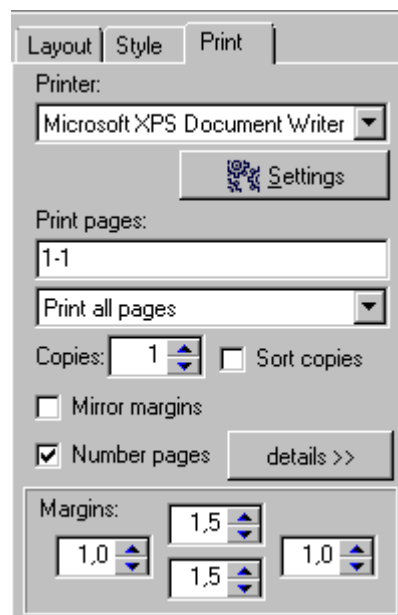 Layout Style Print
Printer:
Microsoft XPS Document Writer
Settings
Print pages:
1-1
Print all pages
Copies: 1 Sort copies
Mirror margins
Number pages details >>
Margins:
1,5
1,0 1,0
1,5